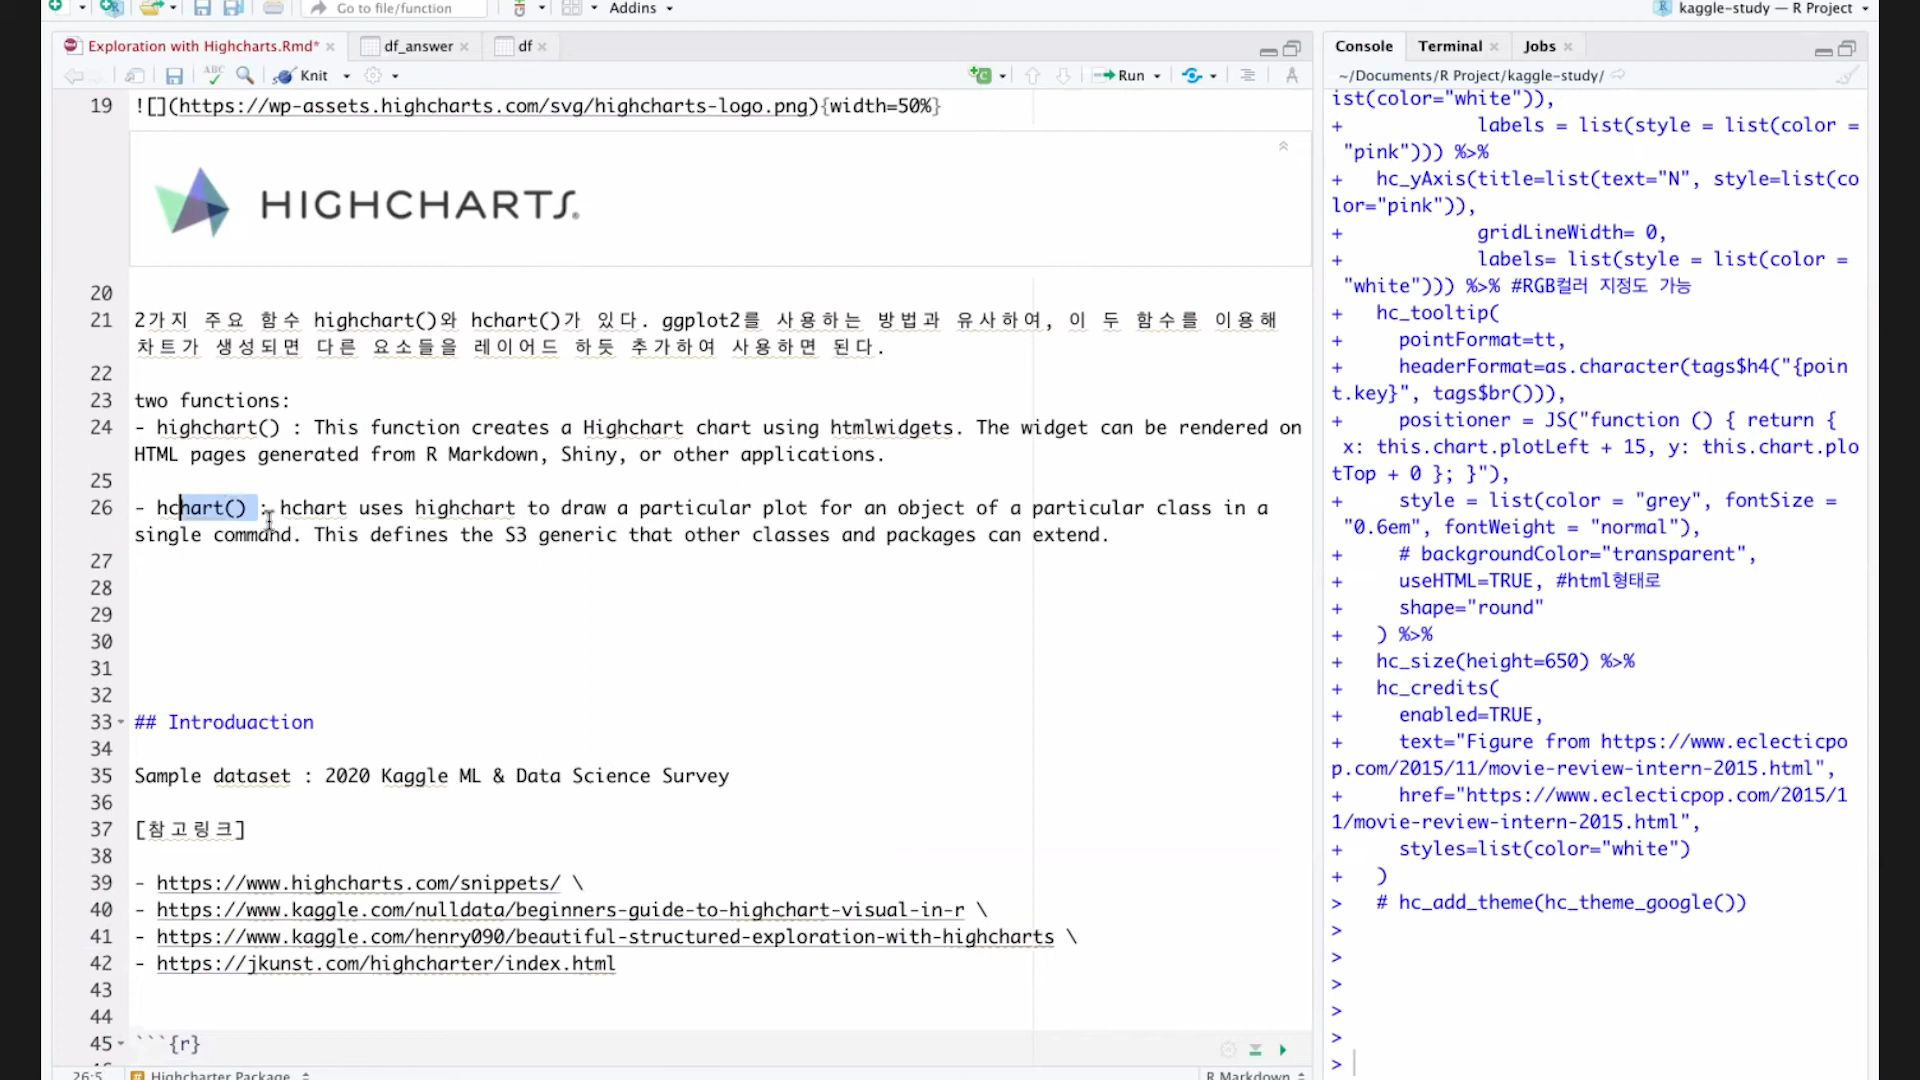 Go to file/function
Addins
kaggle-study — R Project
Exploration with Highcharts.Rmd*
df_answer
df
Console
Terminal
Jobs
ABC
Knit
Run
~/Documents/R Project/kaggle-study/
19 ![](https://wp-assets.highcharts.com/svg/highcharts-logo.png){width=50%}
HIGHCHARTS
20
21 2가지 주요 함수 highchart()와 hchart()가 있다. ggplot2를 사용하는 방법과 유사하여, 이 두 함수를 이용해
차트가 생성되면 다른 요소들을 레이어드 하듯 추가하여 사용하면 된다.
22
23 two functions:
24 - highchart() : This function creates a Highchart chart using htmlwidgets. The widget can be rendered on
HTML pages generated from R Markdown, Shiny, or other applications.
25
26 - hchart() : hchart uses highchart to draw a particular plot for an object of a particular class in a
single command. This defines the S3 generic that other classes and packages can extend.
27
28
29
30
31
32
33 ## Introduaction
34
35 Sample dataset : 2020 Kaggle ML & Data Science Survey
36
37 [참고링크]
38
39 - https://www.highcharts.com/snippets/ \
40 - https://www.kaggle.com/nulldata/beginners-guide-to-highchart-visual-in-r \
41 - https://www.kaggle.com/henry090/beautiful-structured-exploration-with-highcharts \
42 - https://jkunst.com/highcharter/index.html
43
44
45 ```{r}
26:5 # Highcharter Package
R Markdown
ist(color="white")),
+ labels = list(style = list(color =
"pink"))) %>%
+ hc_yAxis(title=list(text="N", style=list(co
lor="pink")),
+ gridLineWidth= 0,
+ labels= list(style = list(color =
"white"))) %>% #RGB컬러 지정도 가능
+ hc_tooltip(
+ pointFormat=tt,
+ headerFormat=as.character(tags$h4("{poin
t.key}", tags$br())),
+ positioner = JS("function () { return {
x: this.chart.plotLeft + 15, y: this.chart.plo
tTop + 0 }; }"),
+ style = list(color = "grey", fontSize =
"0.6em", fontWeight = "normal"),
+ # backgroundColor="transparent",
+ useHTML=TRUE, #html형태로
+ shape="round"
+ ) %>%
+ hc_size(height=650) %>%
+ hc_credits(
+ enabled=TRUE,
+ text="Figure from https://www.eclecticpo
p.com/2015/11/movie-review-intern-2015.html",
+ href="https://www.eclecticpop.com/2015/1
1/movie-review-intern-2015.html",
+ styles=list(color="white")
+ )
> # hc_add_theme(hc_theme_google())
>
>
>
>
>
>